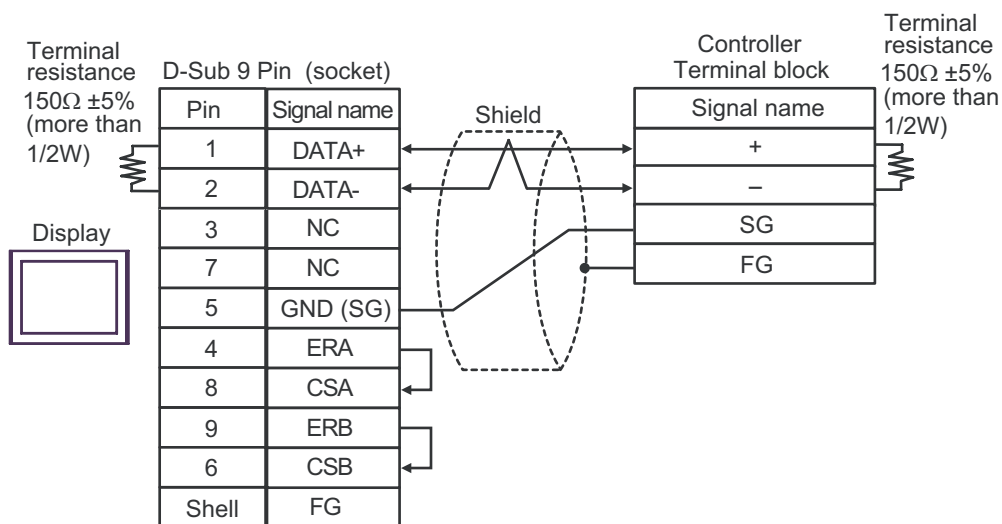 Terminal
resistance
150Ω ±5%
(more than
1/2W)
D-Sub 9 Pin (socket)
Pin Signal name
1 DATA+
2 DATA-
3 NC
7 NC
5 GND (SG)
4 ERA
8 CSA
9 ERB
6 CSB
Shell FG
Display
Shield
Controller
Terminal block
Signal name
+
–
SG
FG
Terminal
resistance
150Ω ±5%
(more than
1/2W)